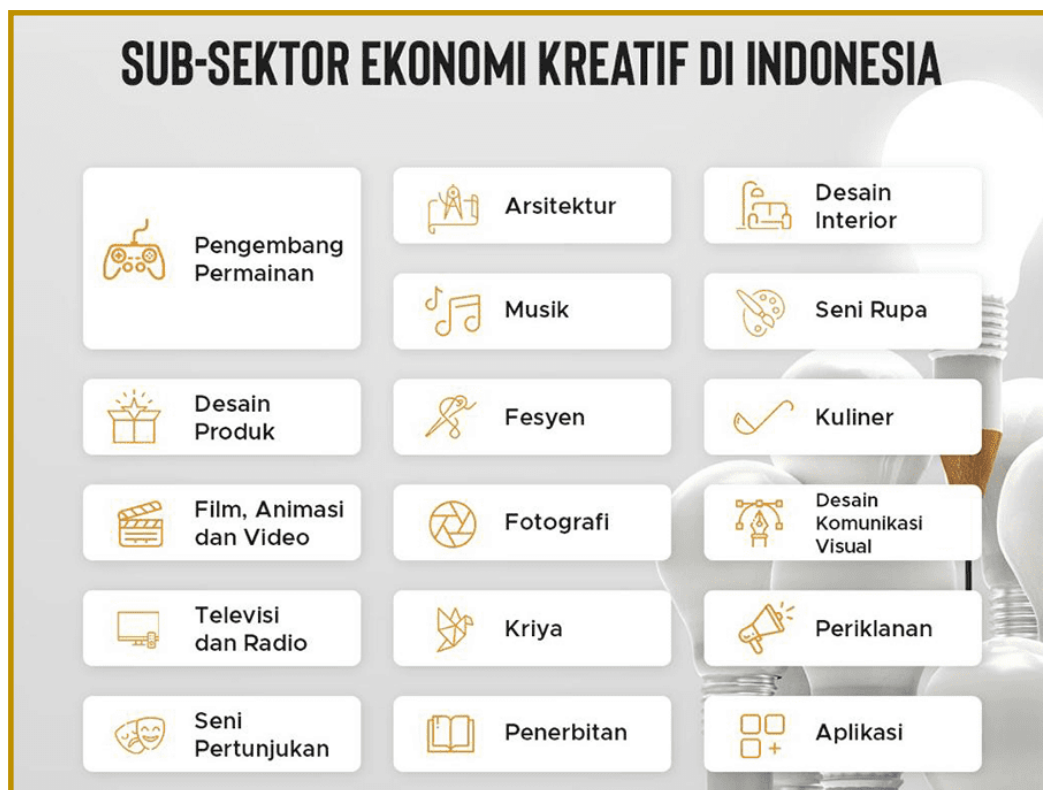 SUB-SEKTOR EKONOMI KREATIF DI INDONESIA
Pengembang
Permainan
Arsitektur
Desain
Interior
Musik
Seni Rupa
Desain
Produk
Fesyen
Kuliner
Film, Animasi
dan Video
Fotografi
Desain
Komunikasi
Visual
Televisi
dan Radio
Kriya
Periklanan
Seni
Pertunjukan
Penerbitan
Aplikasi